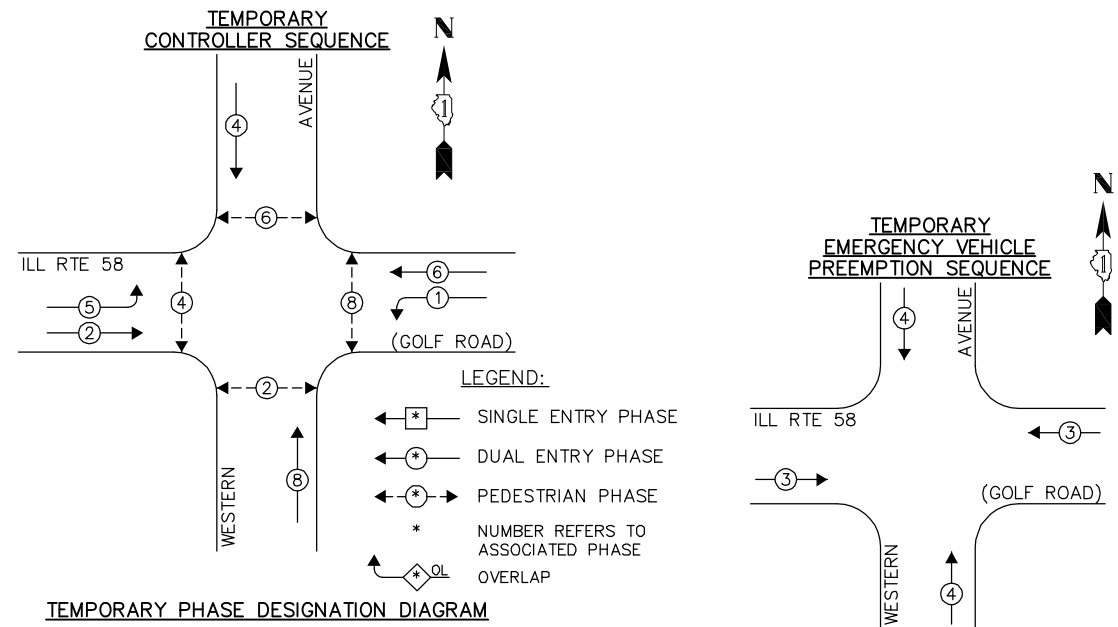 TEMPORARY
CONTROLLER SEQUENCE
N
1
AVENUE
4
6
ILL RTE 58
5
2
4
8
6
1
(GOLF ROAD)
2
8
WESTERN
LEGEND:
* SINGLE ENTRY PHASE
* DUAL ENTRY PHASE
* PEDESTRIAN PHASE
* NUMBER REFERS TO
ASSOCIATED PHASE
* OL OVERLAP
TEMPORARY PHASE DESIGNATION DIAGRAM
N
1
TEMPORARY
EMERGENCY VEHICLE
PREEMPTION SEQUENCE
4
AVENUE
ILL RTE 58
3
3
(GOLF ROAD)
WESTERN
4